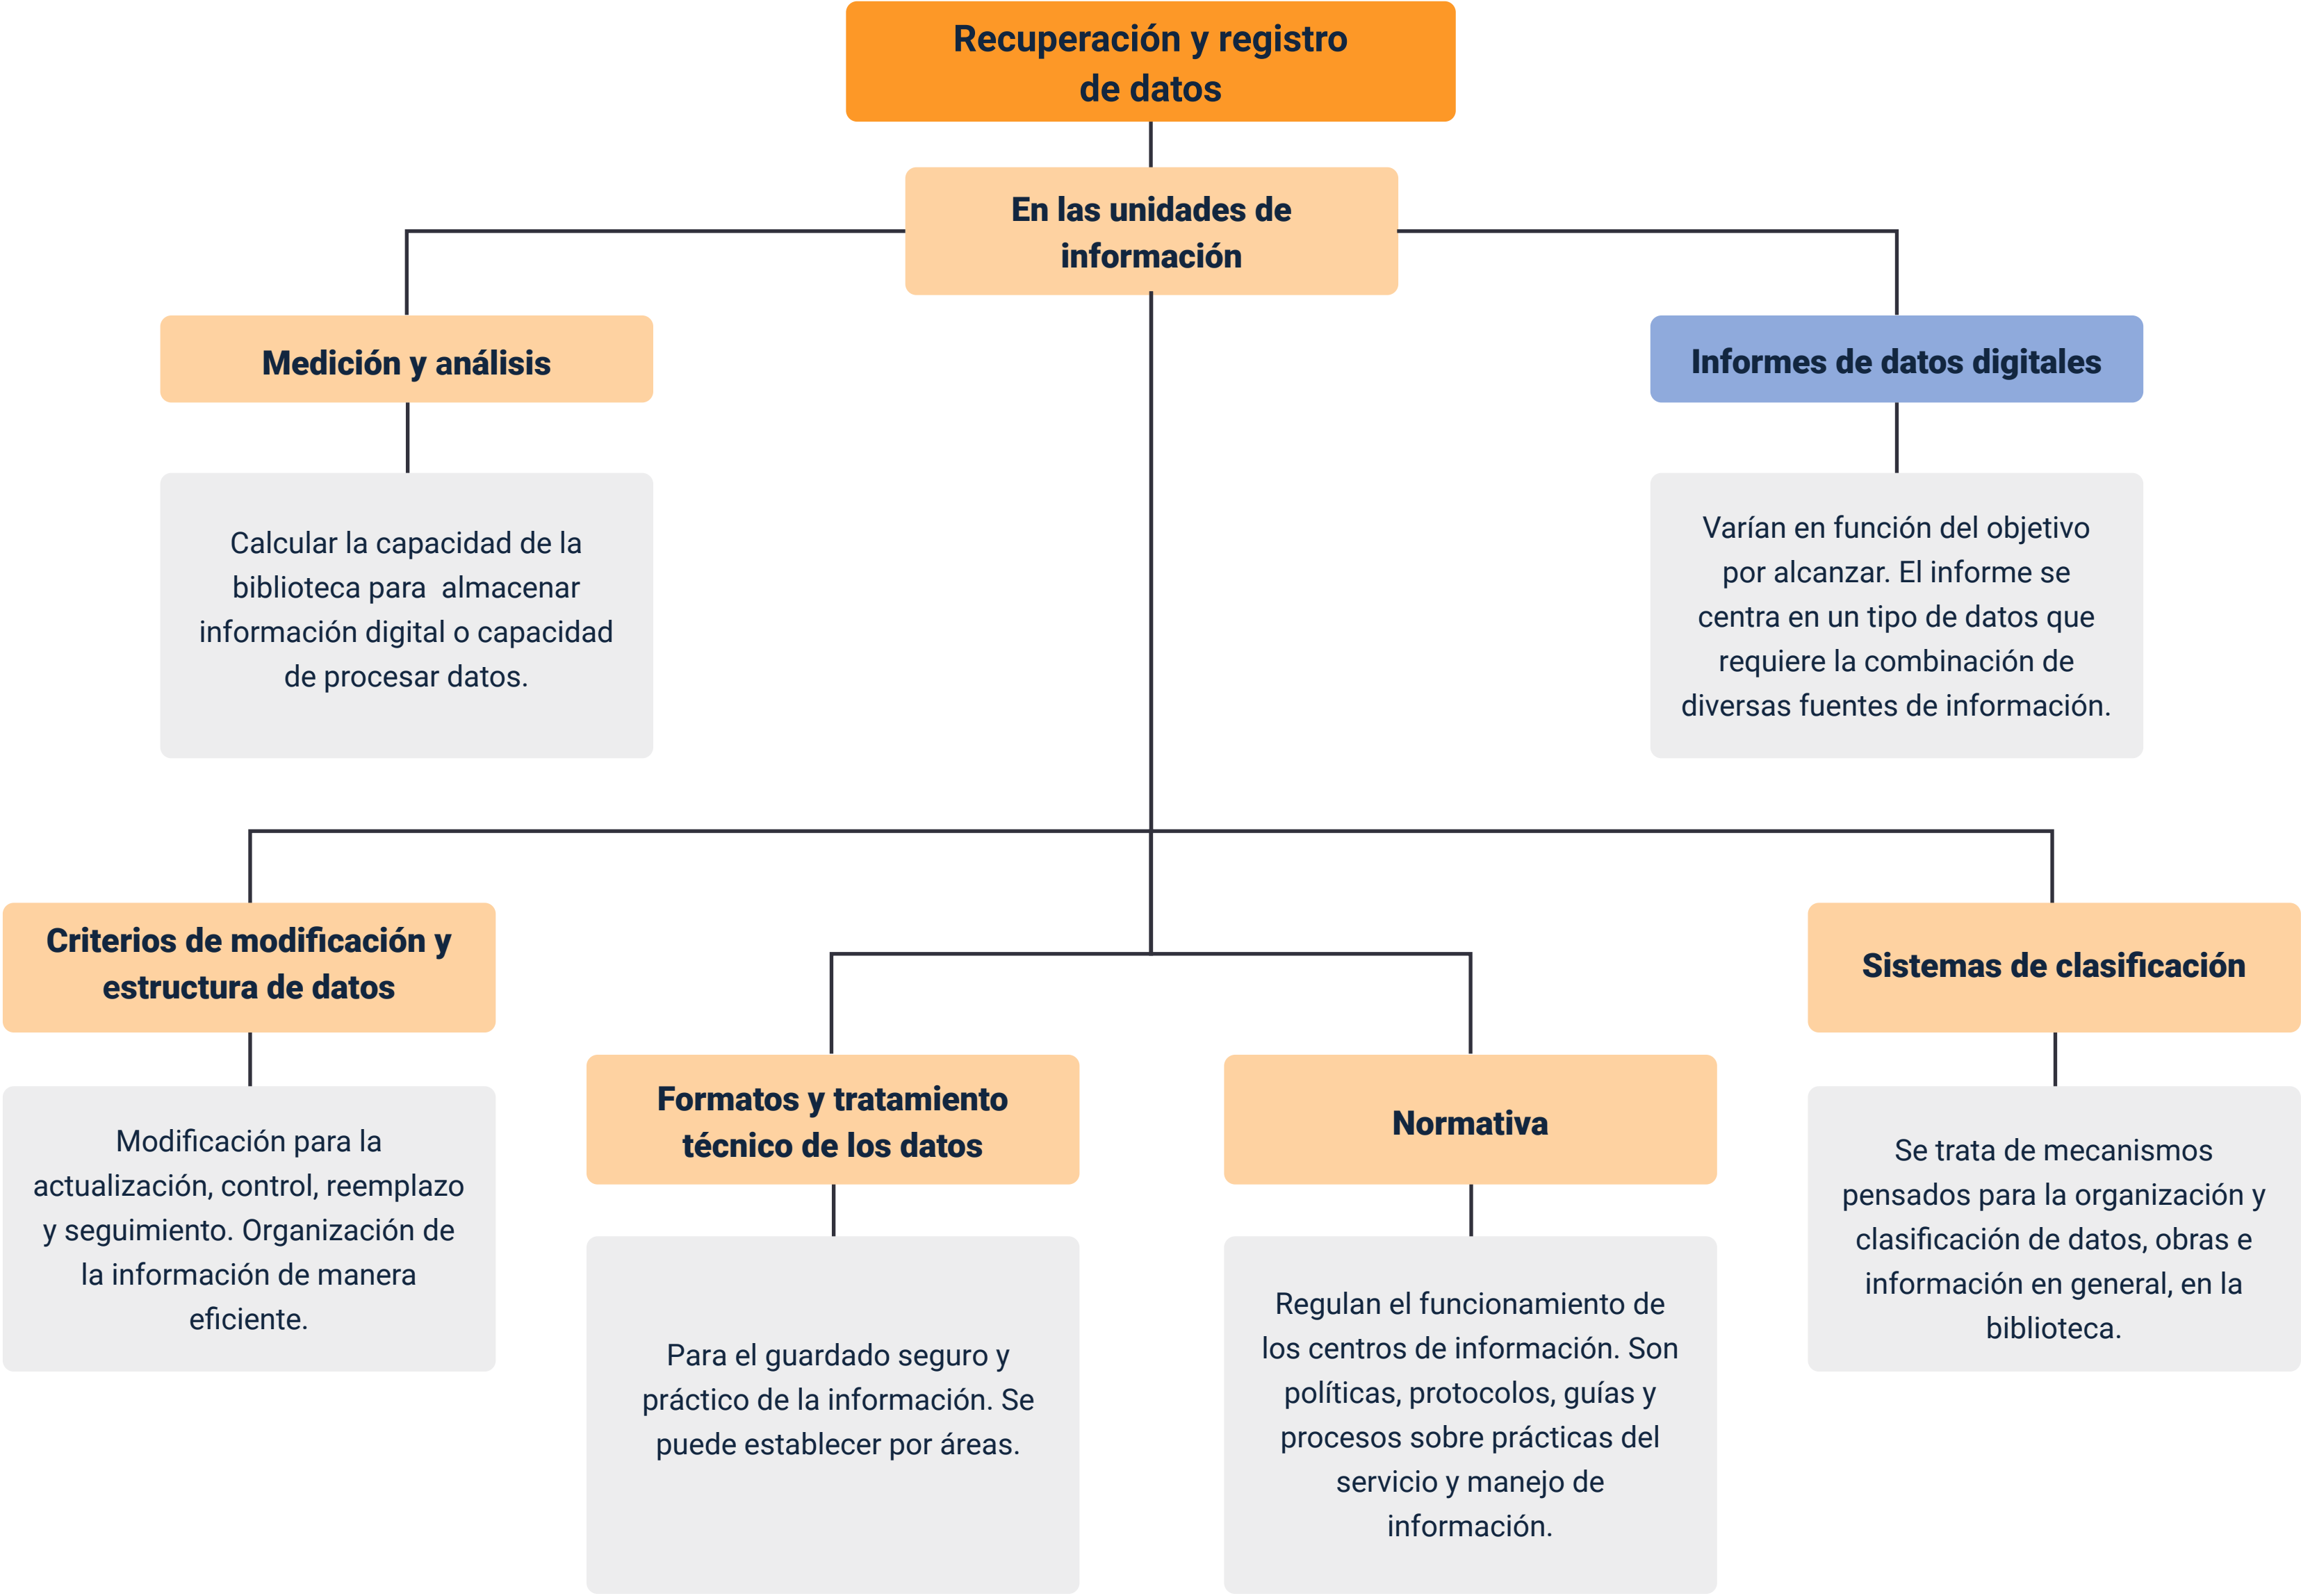 Recuperación y registro
de datos
En las unidades de
información
Medición y análisis
Informes de datos digitales
Calcular la capacidad de la
biblioteca para  almacenar
información digital o capacidad
de procesar datos.
Varían en función del objetivo
por alcanzar. El informe se
centra en un tipo de datos que
requiere la combinación de
diversas fuentes de información.
Criterios de modificación y
estructura de datos
Modificación para la
actualización, control, reemplazo
y seguimiento. Organización de
la información de manera
eficiente.
Formatos y tratamiento
técnico de los datos
Para el guardado seguro y
práctico de la información. Se
puede establecer por áreas.
Normativa
Regulan el funcionamiento de
los centros de información. Son
políticas, protocolos, guías y
procesos sobre prácticas del
servicio y manejo de
información.
Sistemas de clasificación
Se trata de mecanismos
pensados para la organización y
clasificación de datos, obras e
información en general, en la
biblioteca.